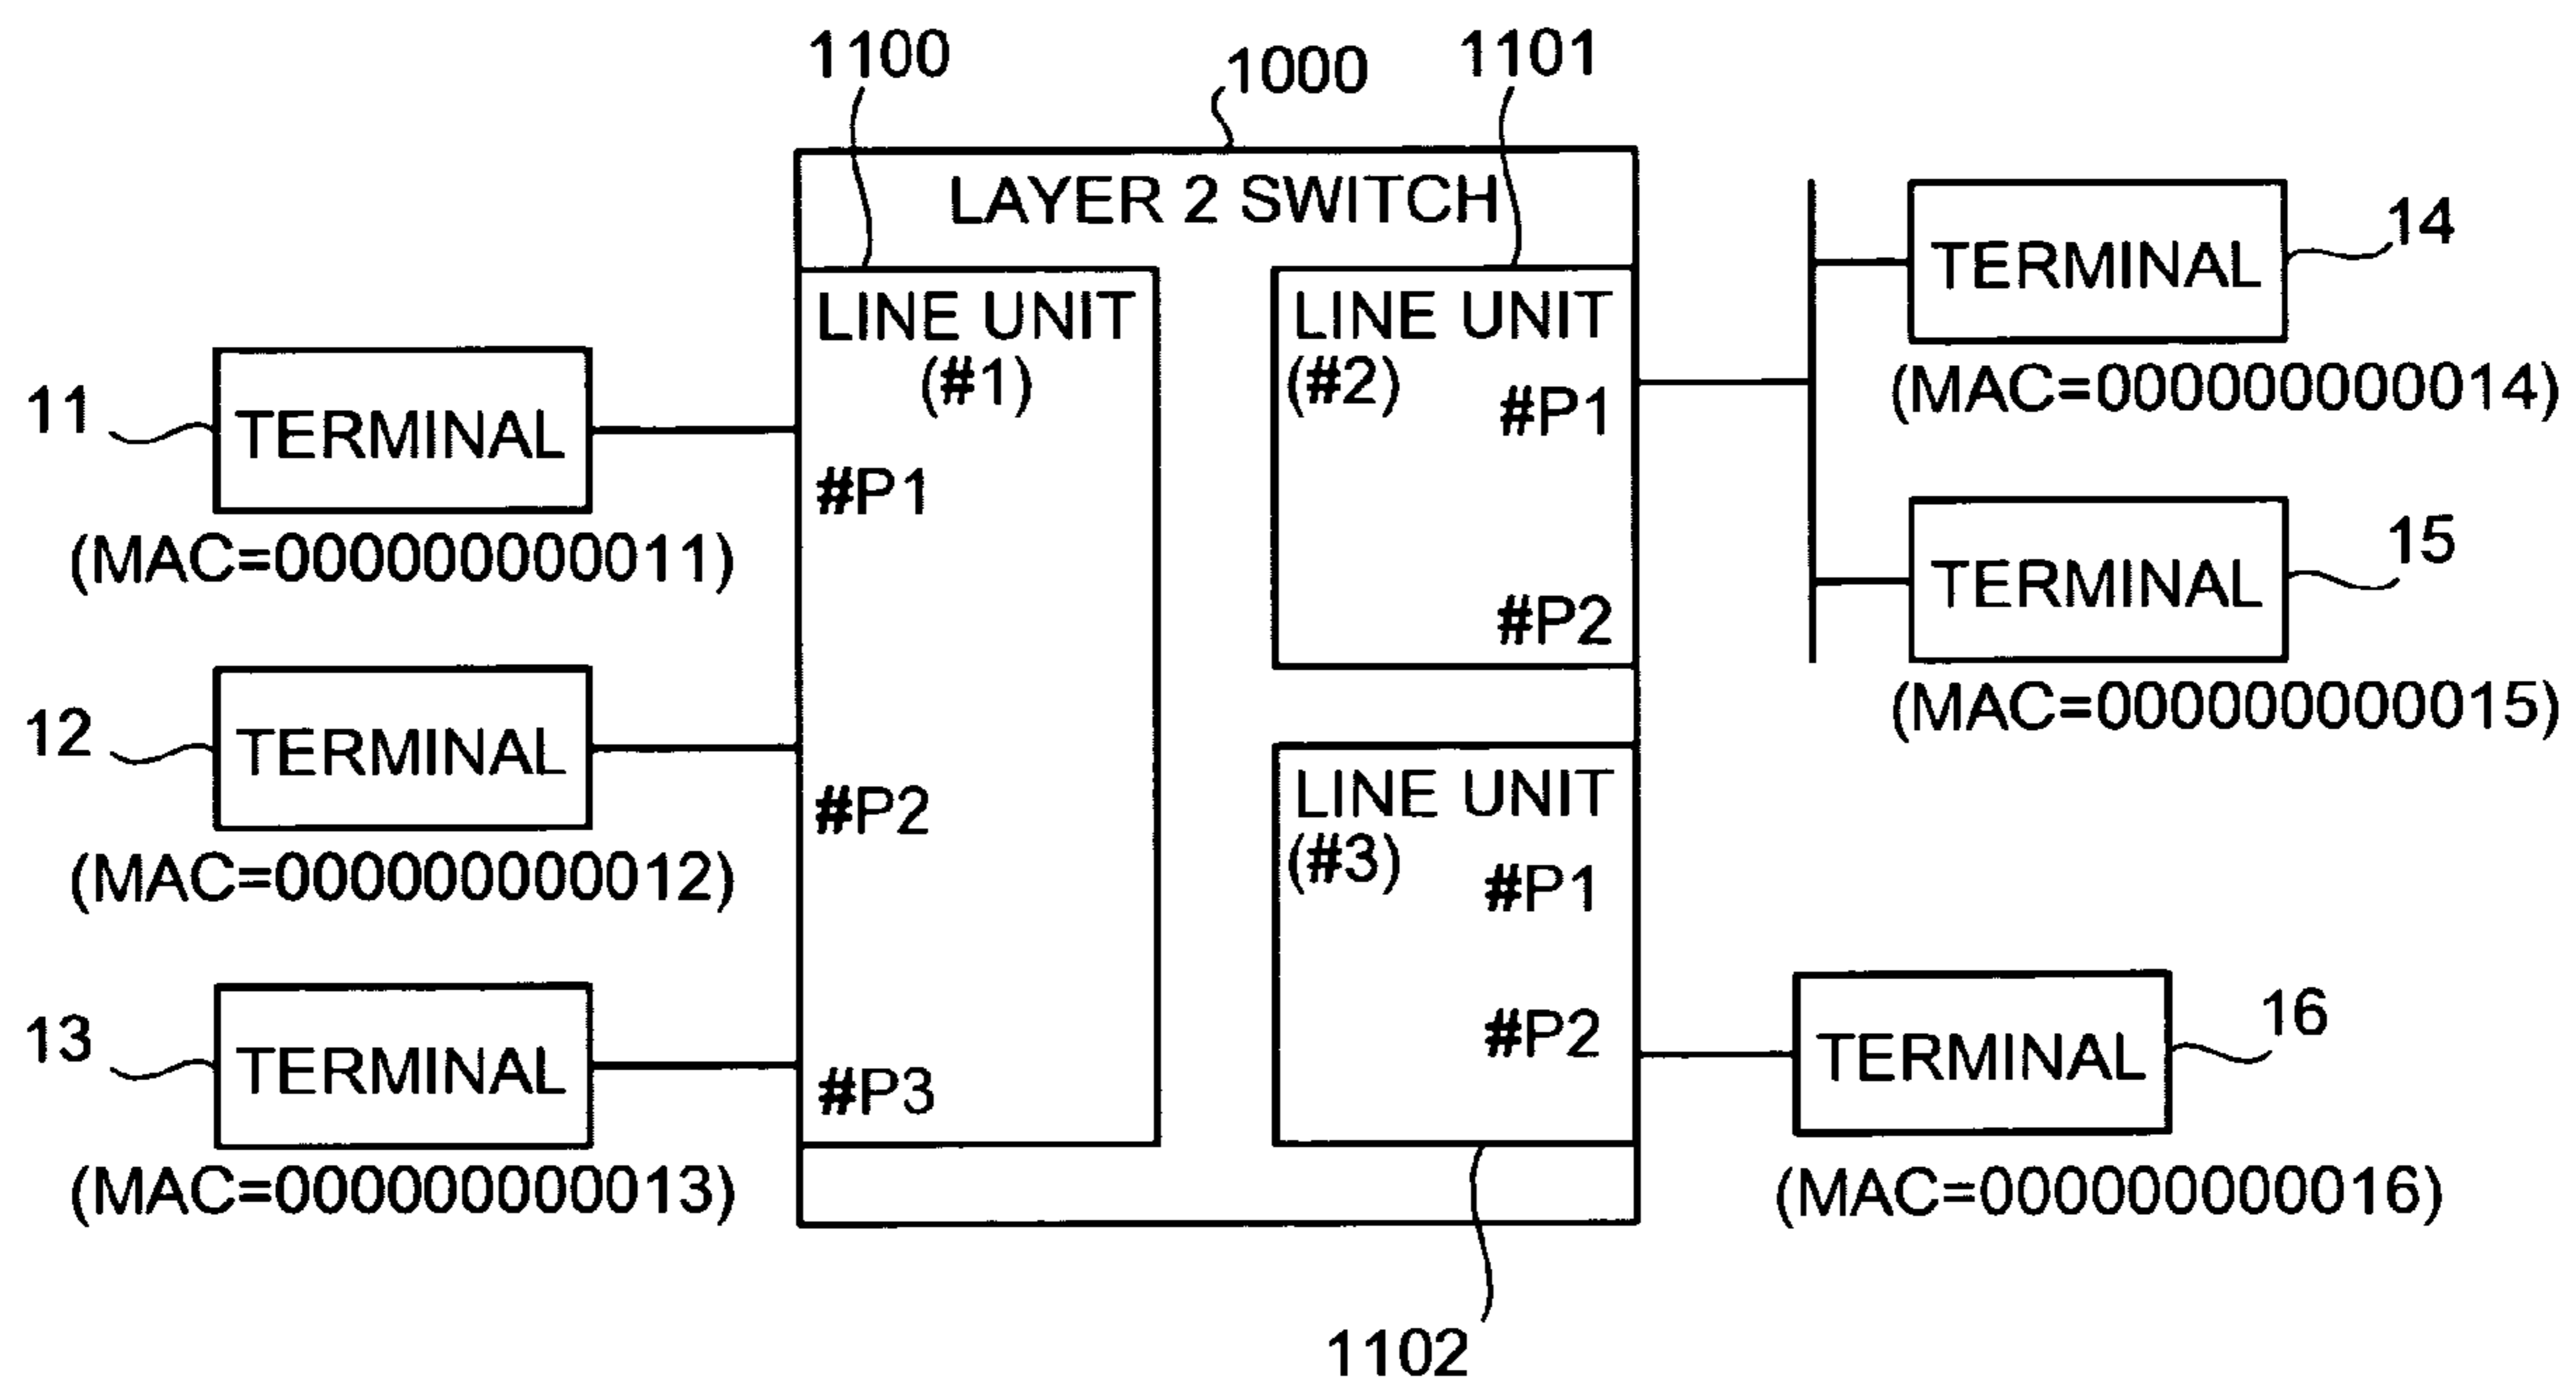 1100
1000
1101
LAYER 2 SWITCH
LINE UNIT
(#1)
#P1
#P2
#P3
LINE UNIT
(#2)
#P1
#P2
LINE UNIT
(#3)
#P1
#P2
1102
11
TERMINAL
(MAC=000000000011)
12
TERMINAL
(MAC=000000000012)
13
TERMINAL
(MAC=000000000013)
14
TERMINAL
(MAC=000000000014)
15
TERMINAL
(MAC=000000000015)
16
TERMINAL
(MAC=000000000016)